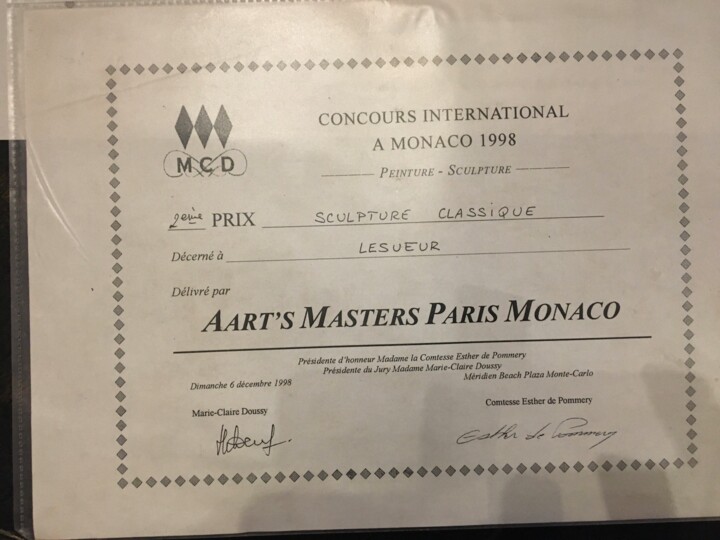 MCD
CONCOURS INTERNATIONAL
A MONACO 1998
PEINTURE - SCULPTURE
2ème PRIX SCULPTURE CLASSIQUE
Décerné à LESUEUR
Délivré par
AART'S MASTERS PARIS MONACO
Présidente d'honneur Madame la Comtesse Esther de Pommery
Présidente du Jury Madame Marie-Claire Doussy
Dimanche 6 décembre 1998 Méridien Beach Plaza Monte-Carlo
Marie-Claire Doussy Comtesse Esther de Pommery
Esther de Pommery